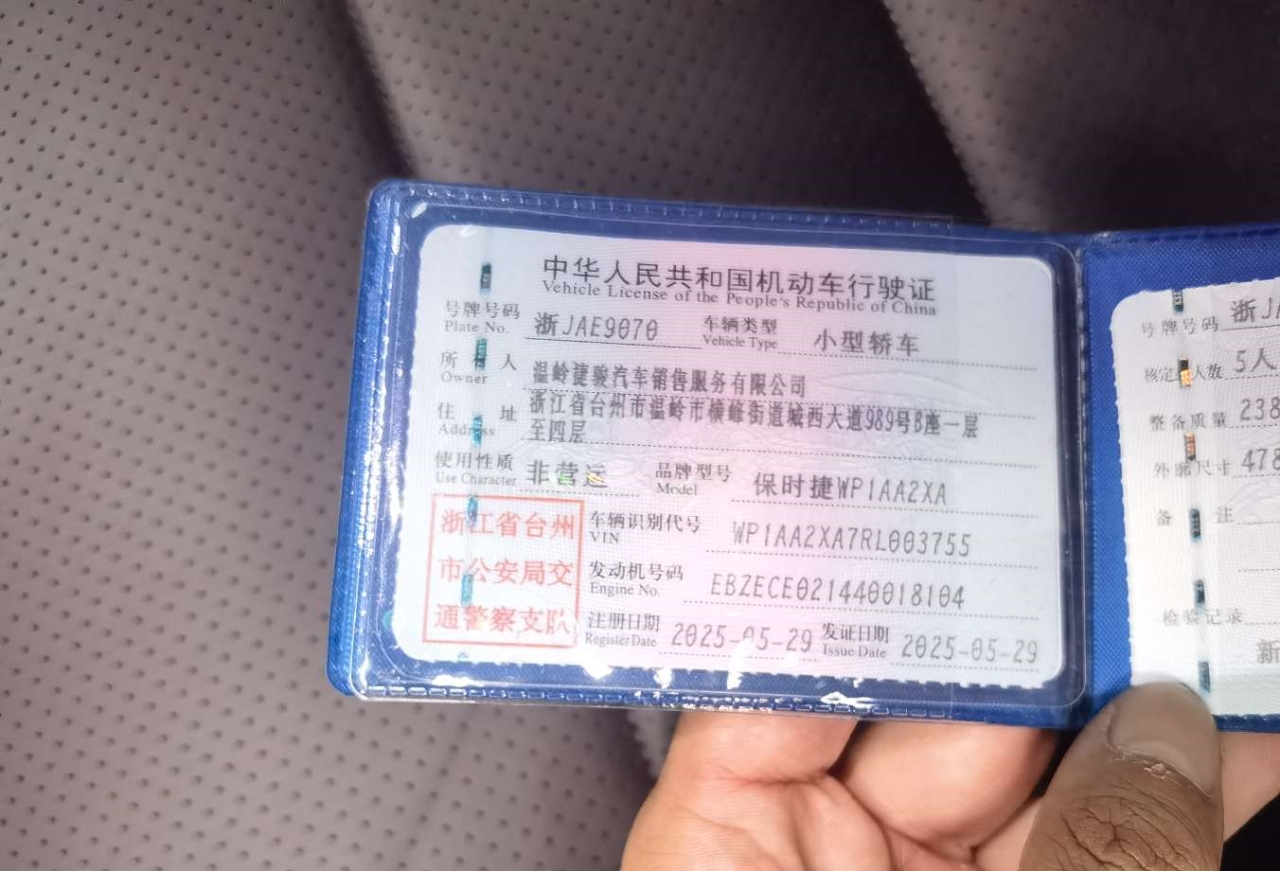 中华人民共和国机动车行驶证
Vehicle License of the People's Republic of China
号牌号码 浙JAE9070 车辆类型 小型轿车
Plate No. Vehicle Type
所有人 温岭捷骏汽车销售服务有限公司
Owner
住址 浙江省台州市温岭市横峰街道城西大道989号B座一层
Address 至四层
使用性质 非营运 品牌型号 保时捷WP1AA2XA
Use Character Model
浙江省台州
市公安局交
通警察支队
车辆识别代号 WP1AA2XA7RL003755
VIN
发动机号码 EBZECE021440018104
Engine No.
注册日期 2025-05-29 发证日期 2025-05-29
Register Date Issue Date
号牌号码 浙J
核定人数 5人
整备质量 238
外廓尺寸 478
备注
检验记录
新